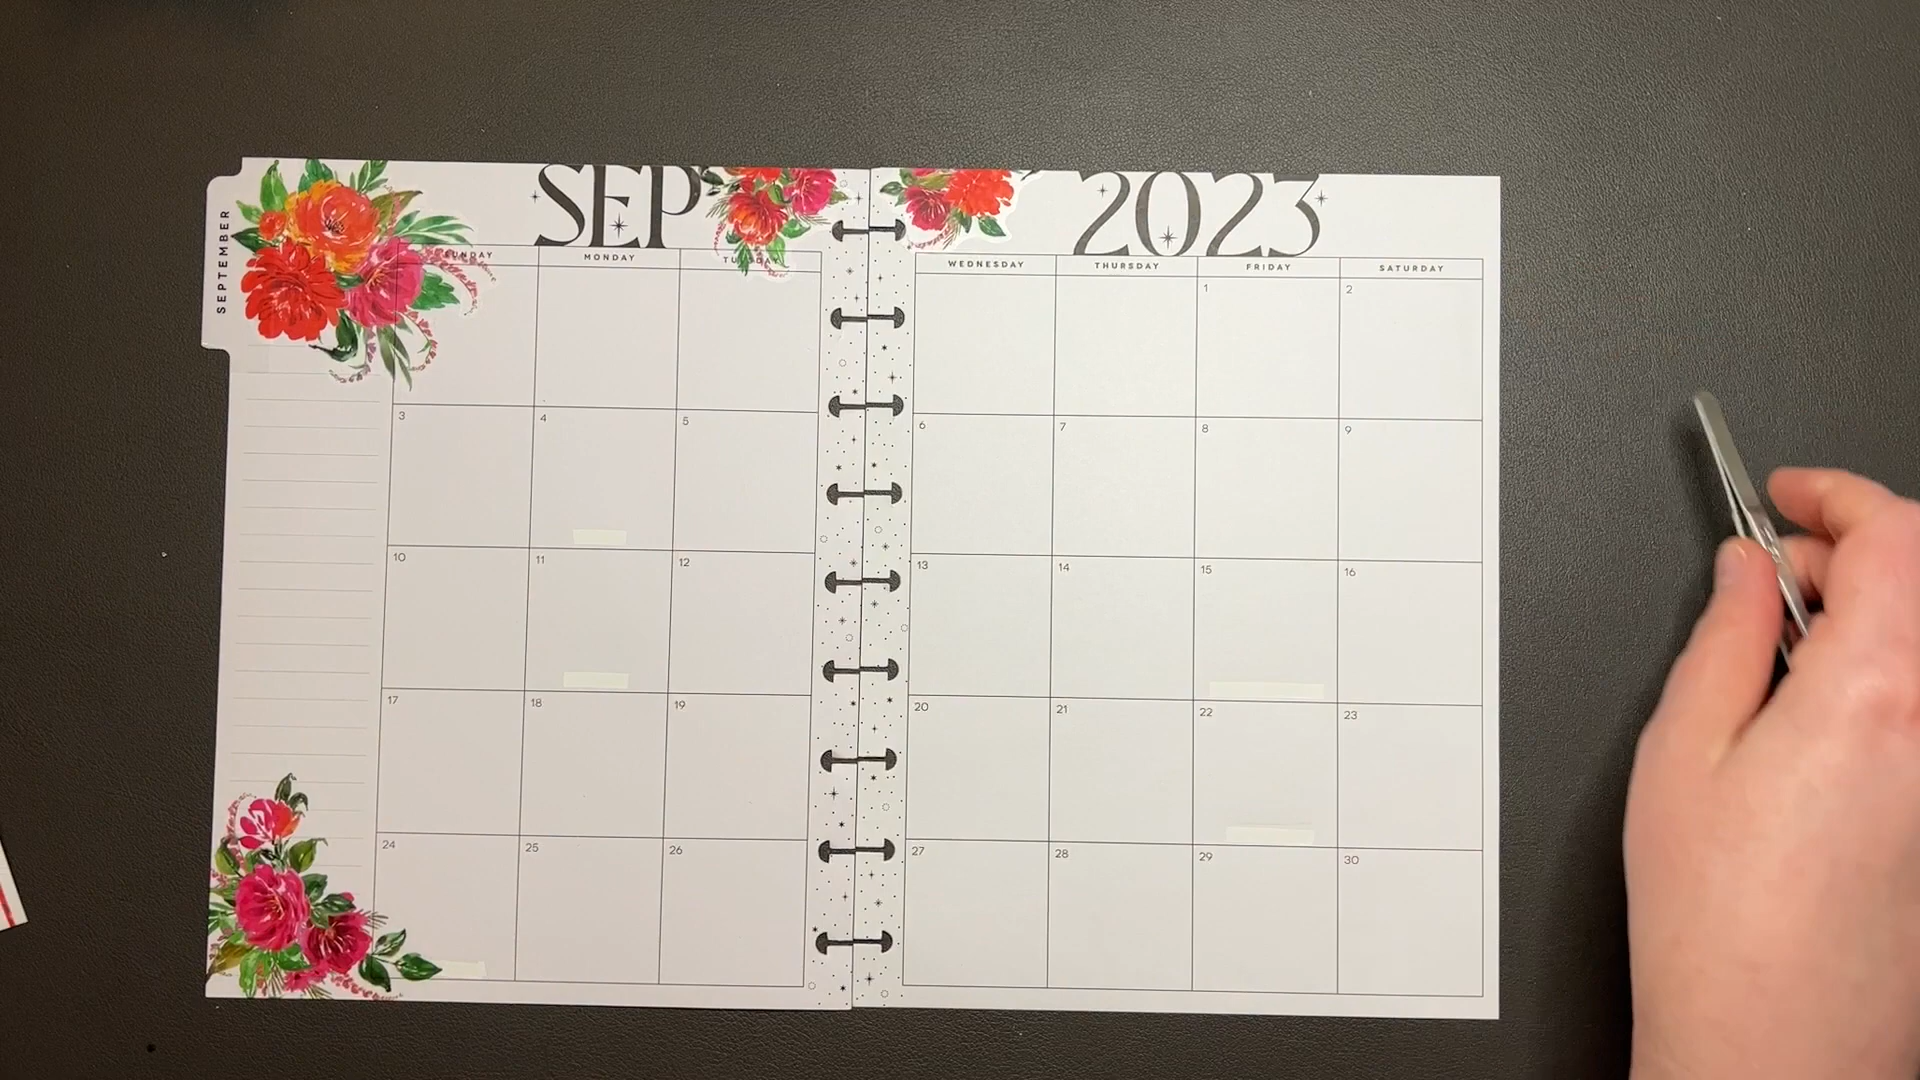 SEP 2023
SEPTEMBER
SUNDAY MONDAY TUESDAY WEDNESDAY THURSDAY FRIDAY SATURDAY
1 2
3 4 5 6 7 8 9
10 11 12 13 14 15 16
17 18 19 20 21 22 23
24 25 26 27 28 29 30